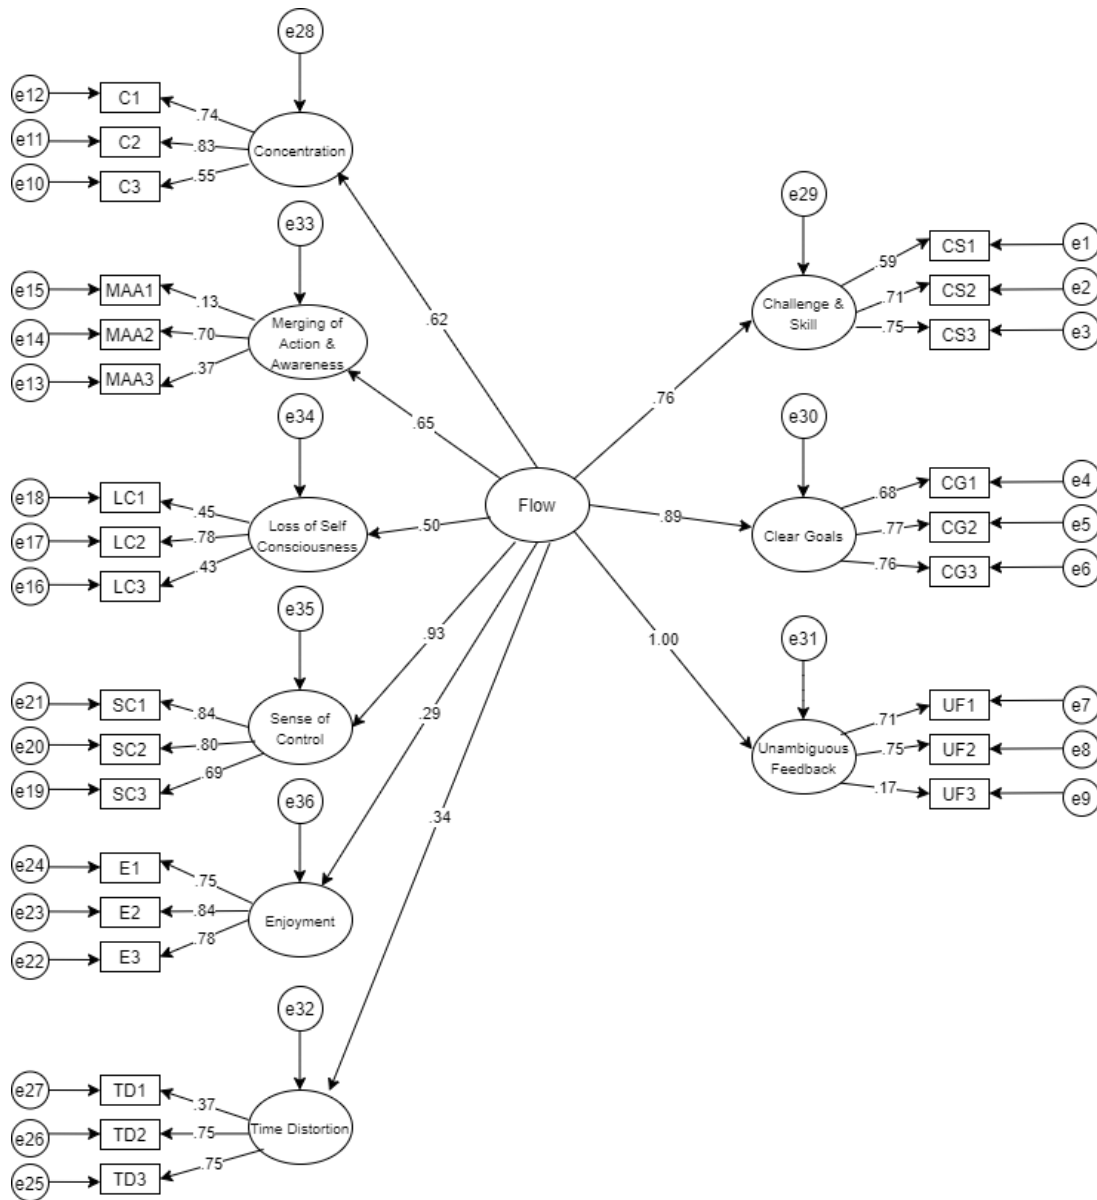 e28
e12
C1
.74
e11
C2
.83
Concentration
e10
C3
.55
e33
e15
MAA1
.13
e14
MAA2
.70
Merging of
Action &
Awareness
e13
MAA3
.37
e34
e18
LC1
.45
e17
LC2
.78
Loss of Self
Consciousness
e16
LC3
.43
e35
e21
SC1
.84
e20
SC2
.80
Sense of
Control
e19
SC3
.69
e36
e24
E1
.75
e23
E2
.84
Enjoyment
e22
E3
.78
e32
e27
TD1
.37
e26
TD2
.75
Time Distortion
e25
TD3
.75
.62
.65
.50
.93
.29
.34
Flow
.76
.89
1.00
e29
Challenge &
Skill
.59
CS1
e1
.71
CS2
e2
.75
CS3
e3
e30
Clear Goals
.68
CG1
e4
.77
CG2
e5
.76
CG3
e6
e31
Unambiguous
Feedback
.71
UF1
e7
.75
UF2
e8
.17
UF3
e9